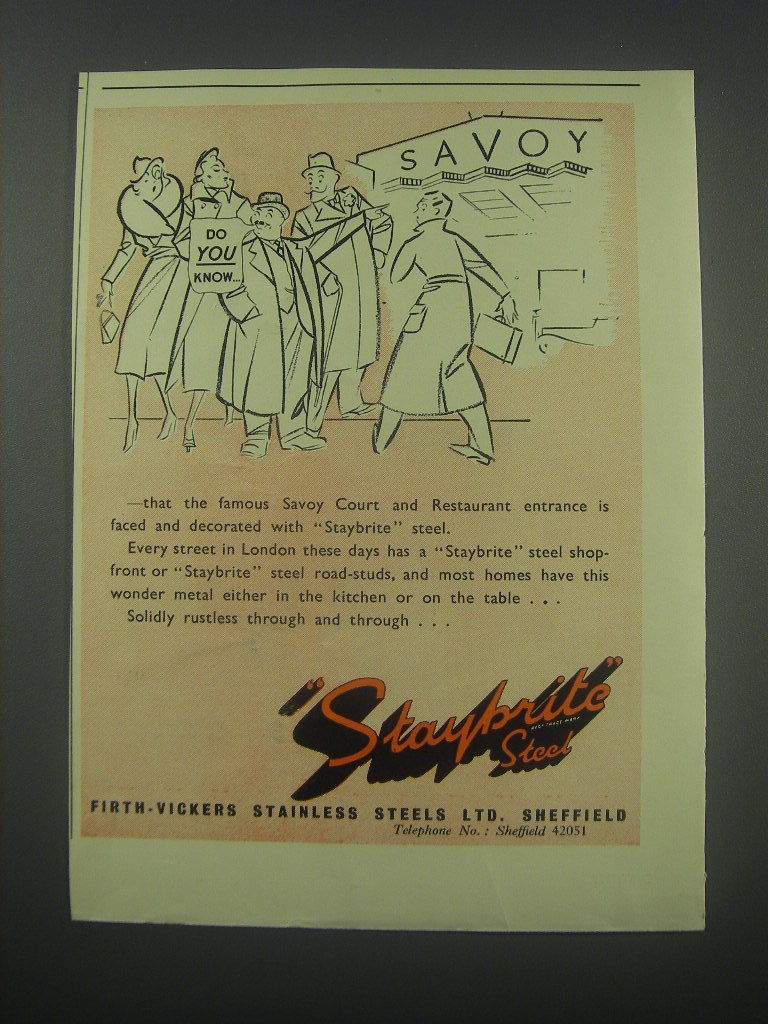 SAVOY
DO
YOU
KNOW...
—that the famous Savoy Court and Restaurant entrance is
faced and decorated with "Staybrite" steel.
Every street in London these days has a "Staybrite" steel shop-
front or "Staybrite" steel road-studs, and most homes have this
wonder metal either in the kitchen or on the table . . .
Solidly rustless through and through . . .
"Staybrite"
Steel
FIRTH-VICKERS STAINLESS STEELS LTD. SHEFFIELD
Telephone No. : Sheffield 42051